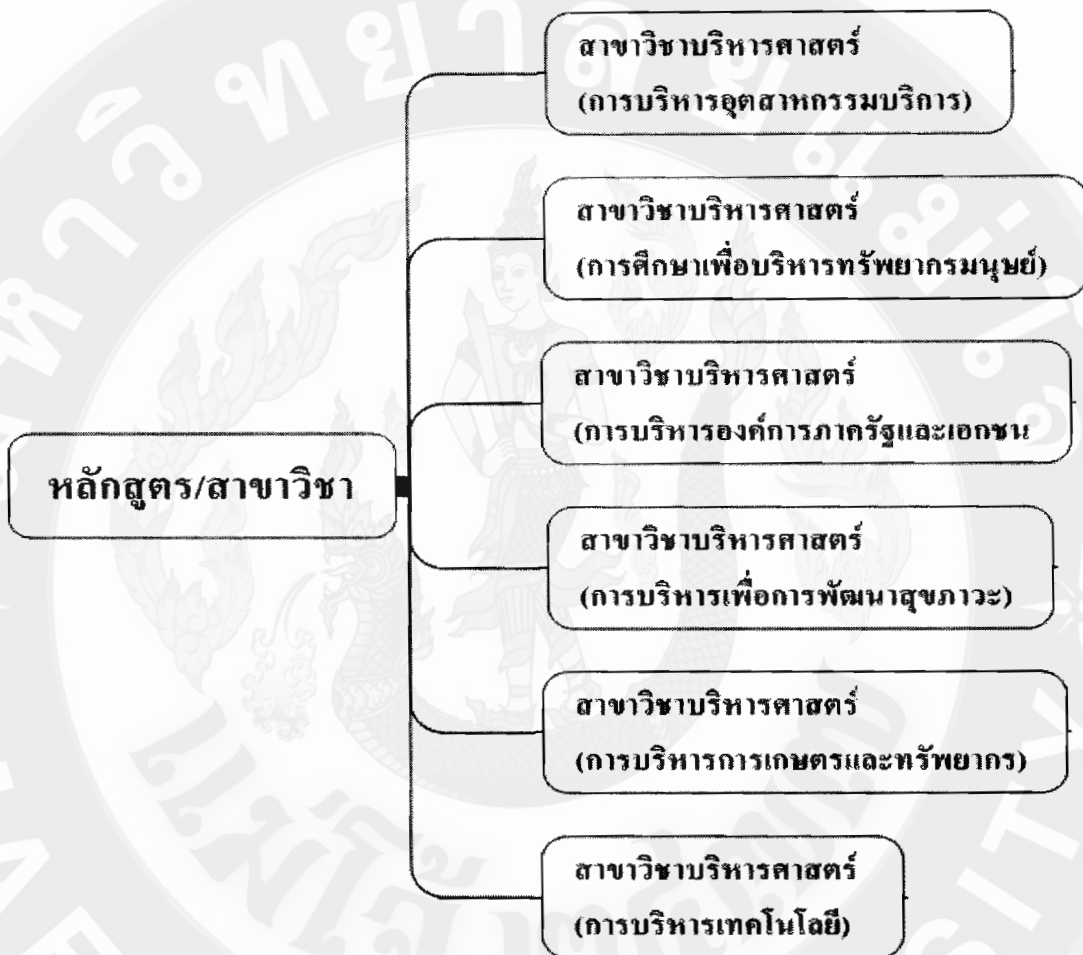 สาขาวิชาบริหารศาสตร์
(การบริหารอุตสาหกรรมบริการ)
สาขาวิชาบริหารศาสตร์
(การศึกษาเพื่อบริหารทรัพยากรมนุษย์)
สาขาวิชาบริหารศาสตร์
(การบริหารองค์การภาครัฐและเอกชน
หลักสูตร/สาขาวิชา
สาขาวิชาบริหารศาสตร์
(การบริหารเพื่อการพัฒนาสุขภาวะ)
สาขาวิชาบริหารศาสตร์
(การบริหารการเกษตรและทรัพยากร)
สาขาวิชาบริหารศาสตร์
(การบริหารเทคโนโลยี)